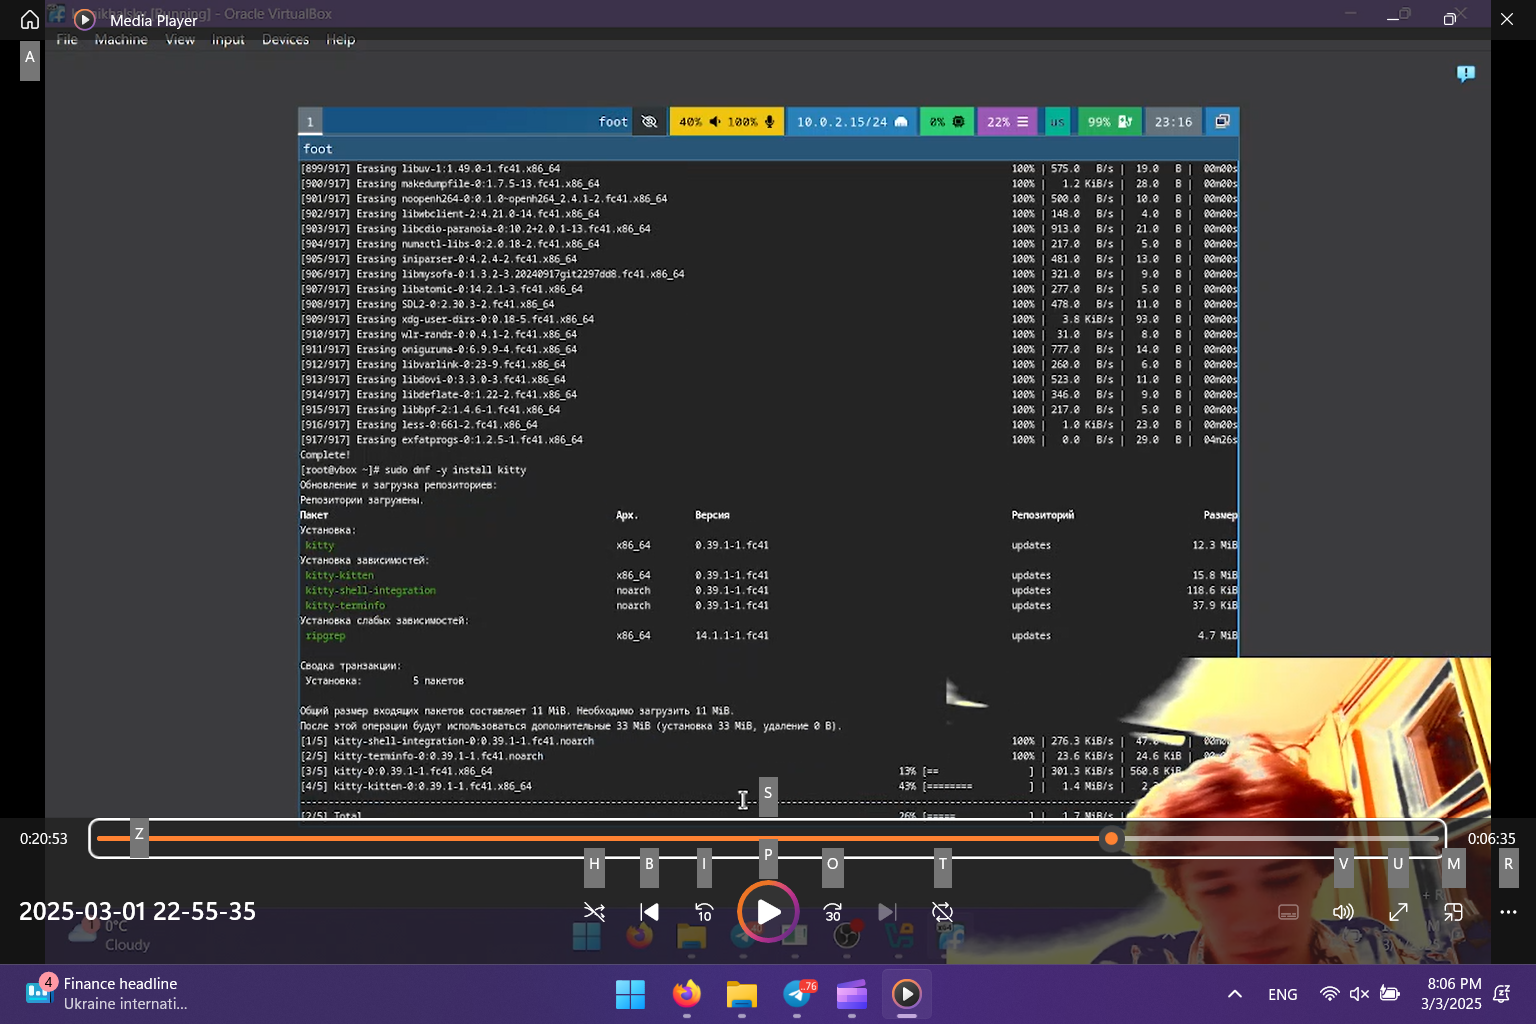 Media Player
[Running] - Oracle VirtualBox
File Machine View Input Devices Help
A
1 foot 40% 100% 10.0.2.15/24 0% 22% us 99% 23:16
foot
[899/917] Erasing libuv-1:1.49.0-1.fc41.x86_64 100% | 575.0 B/s | 19.0 B | 00m00s
[900/917] Erasing makedumpfile-0:1.7.5-13.fc41.x86_64 100% | 1.2 KiB/s | 28.0 B | 00m00s
[901/917] Erasing noopenh264-0:0.1.0~openh264_2.4.1-2.fc41.x86_64 100% | 500.0 B/s | 10.0 B | 00m00s
[902/917] Erasing libwbclient-2:4.21.0-14.fc41.x86_64 100% | 148.0 B/s | 4.0 B | 00m00s
[903/917] Erasing libcdio-paranoia-0:10.2+2.0.1-13.fc41.x86_64 100% | 913.0 B/s | 21.0 B | 00m00s
[904/917] Erasing numactl-libs-0:2.0.18-2.fc41.x86_64 100% | 217.0 B/s | 5.0 B | 00m00s
[905/917] Erasing iniparser-0:4.2.4-2.fc41.x86_64 100% | 481.0 B/s | 13.0 B | 00m00s
[906/917] Erasing libmysofa-0:1.3.2-3.20240917git2297dd8.fc41.x86_64 100% | 321.0 B/s | 9.0 B | 00m00s
[907/917] Erasing libatomic-0:14.2.1-3.fc41.x86_64 100% | 277.0 B/s | 5.0 B | 00m00s
[908/917] Erasing SDL2-0:2.30.3-2.fc41.x86_64 100% | 478.0 B/s | 11.0 B | 00m00s
[909/917] Erasing xdg-user-dirs-0:0.18-5.fc41.x86_64 100% | 3.8 KiB/s | 93.0 B | 00m00s
[910/917] Erasing wlr-randr-0:0.4.1-2.fc41.x86_64 100% | 31.0 B/s | 8.0 B | 00m00s
[911/917] Erasing oniguruma-0:6.9.9-4.fc41.x86_64 100% | 777.0 B/s | 14.0 B | 00m00s
[912/917] Erasing libvarlink-0:23-9.fc41.x86_64 100% | 260.0 B/s | 6.0 B | 00m00s
[913/917] Erasing libdovi-0:3.3.0-3.fc41.x86_64 100% | 523.0 B/s | 11.0 B | 00m00s
[914/917] Erasing libdeflate-0:1.22-2.fc41.x86_64 100% | 346.0 B/s | 9.0 B | 00m00s
[915/917] Erasing libbpf-2:1.4.6-1.fc41.x86_64 100% | 217.0 B/s | 5.0 B | 00m00s
[916/917] Erasing less-0:661-2.fc41.x86_64 100% | 1.0 KiB/s | 23.0 B | 00m00s
[917/917] Erasing exfatprogs-0:1.2.5-1.fc41.x86_64 100% | 0.0 B/s | 29.0 B | 04m26s
Complete!
[root@vbox ~]# sudo dnf -y install kitty
Обновление и загрузка репозиториев:
Репозитории загружены.
Пакет Арх. Версия Репозиторий Размер
Установка:
kitty x86_64 0.39.1-1.fc41 updates 12.3 MiB
Установка зависимостей:
kitty-kitten x86_64 0.39.1-1.fc41 updates 15.8 MiB
kitty-shell-integration noarch 0.39.1-1.fc41 updates 118.6 KiB
kitty-terminfo noarch 0.39.1-1.fc41 updates 37.9 KiB
Установка слабых зависимостей:
ripgrep x86_64 14.1.1-1.fc41 updates 4.7 MiB
Сводка транзакции:
Установка: 5 пакетов
Общий размер входящих пакетов составляет 11 MiB. Необходимо загрузить 11 MiB.
После этой операции будут использоваться дополнительные 33 MiB (установка 33 MiB, удаление 0 B).
[1/5] kitty-shell-integration-0:0.39.1-1.fc41.noarch 100% | 276.3 KiB/s |
[2/5] kitty-terminfo-0:0.39.1-1.fc41.noarch 100% | 23.6 KiB/s | 24.6 KiB
[3/5] kitty-0:0.39.1-1.fc41.x86_64 13% [== ] | 301.3 KiB/s | 560.8 KiB
[4/5] kitty-kitten-0:0.39.1-1.fc41.x86_64 43% [======== ] | 1.4 MiB/s |
[2/5] Total 26% [===== ] | 1.7 MiB/s |
S
0:20:53 Z 0:06:35
H B I P O T V U M R
2025-03-01 22-55-35
10 30
0°C
Cloudy
4 Finance headline
Ukraine internati...
..76
ENG
8:06 PM
3/3/2025